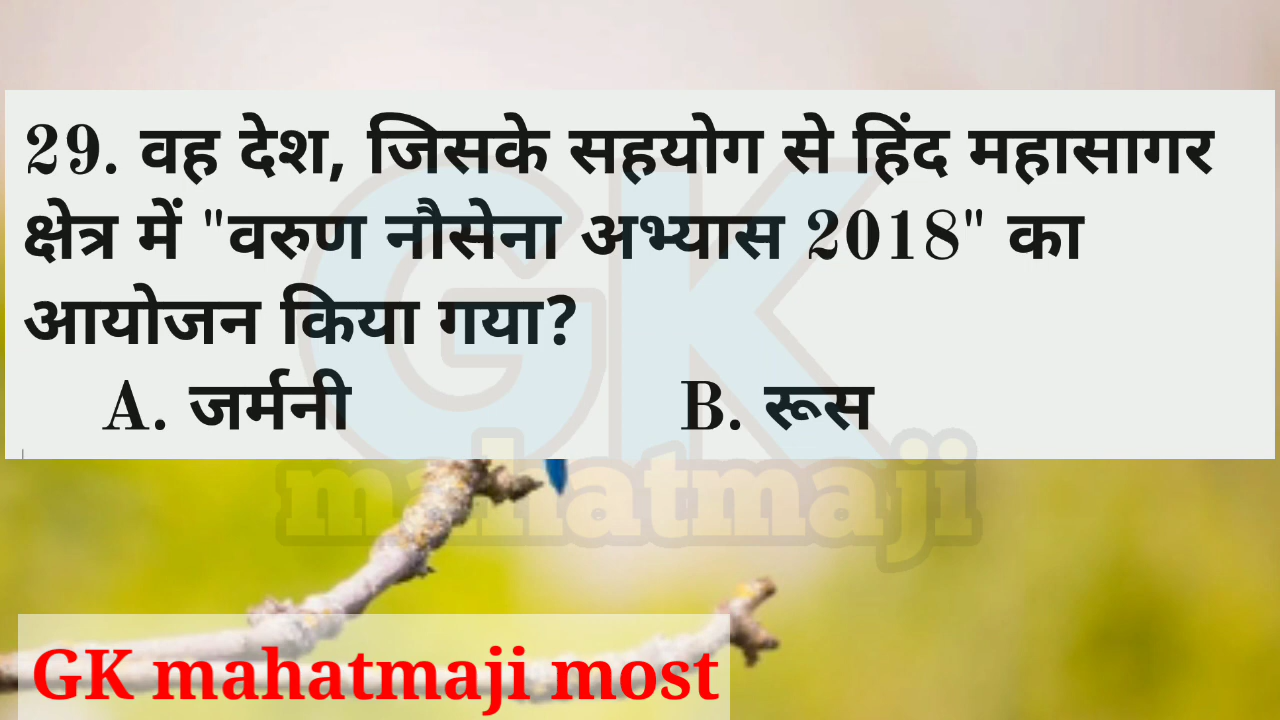 29. वह देश, जिसके सहयोग से हिंद महासागर
क्षेत्र में "वरुण नौसेना अभ्यास 2018" का
आयोजन किया गया?
A. जर्मनी B. रूस
GK
mahatmaji
GK mahatmaji most